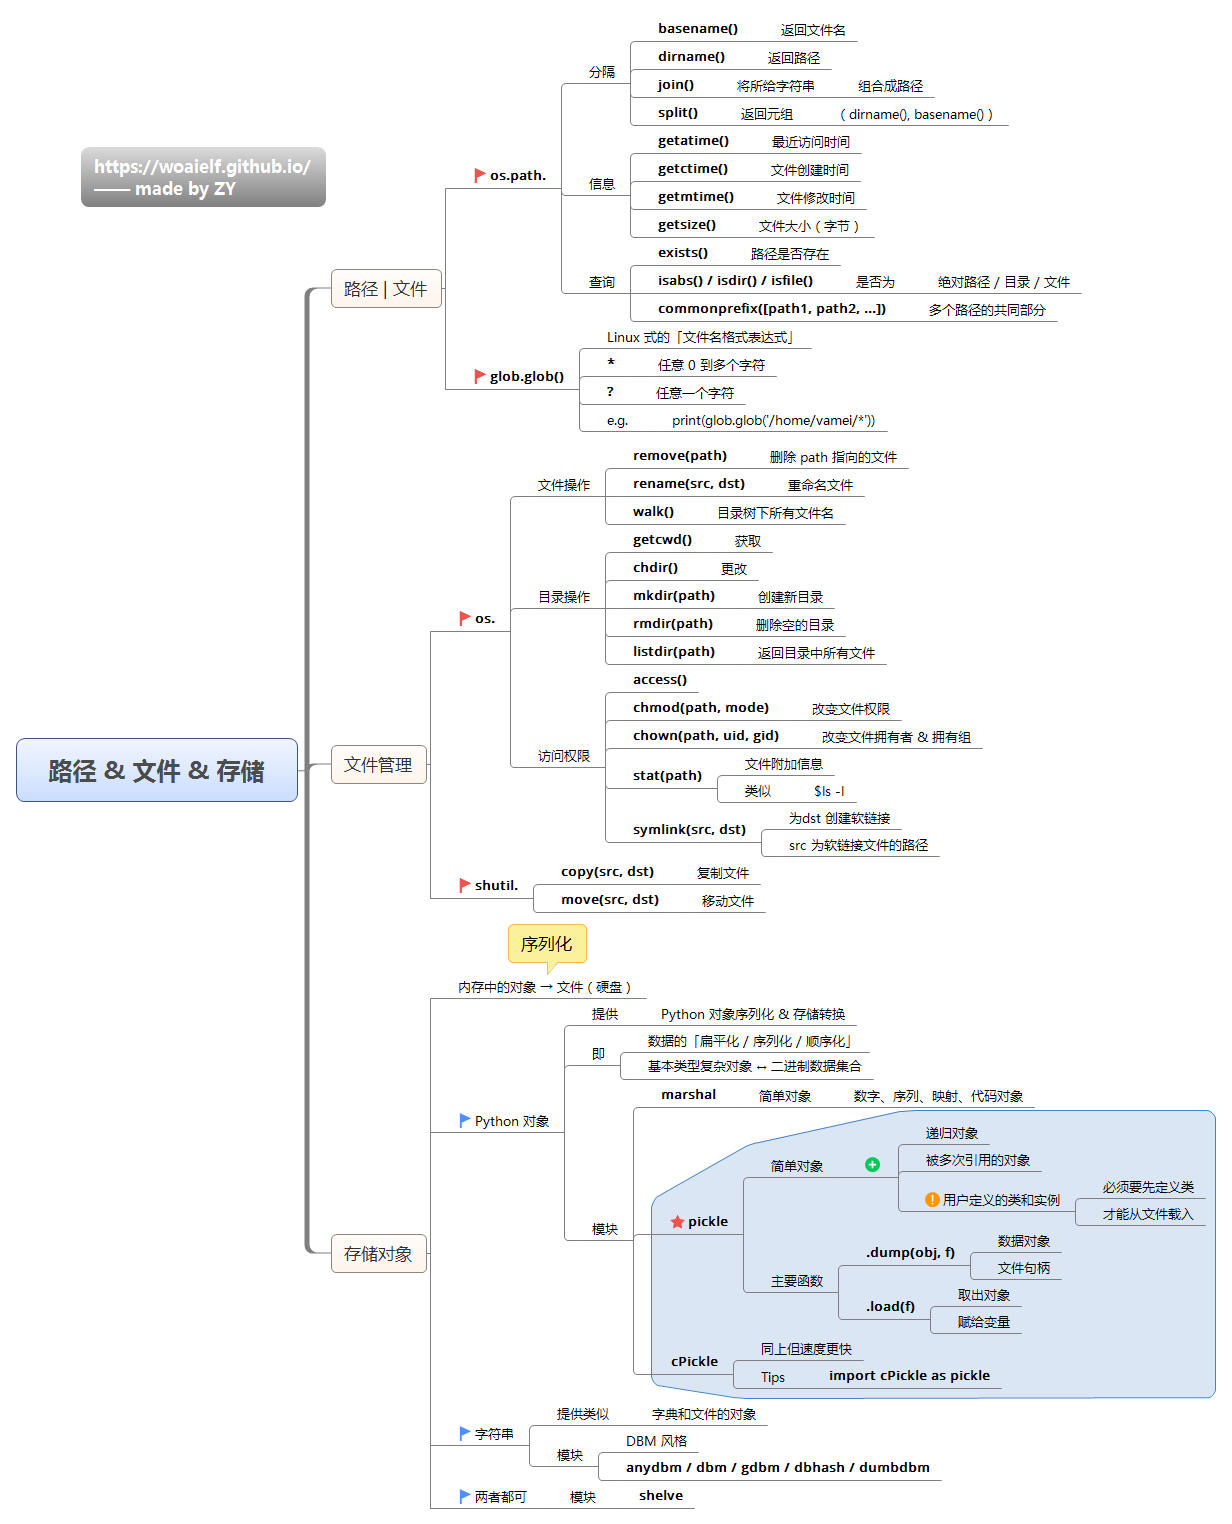 https://woaielf.github.io/
—— made by ZY
路径 & 文件 & 存储
路径 | 文件
os.path.
分隔
basename() 返回文件名
dirname() 返回路径
join() 将所给字符串 组合成路径
split() 返回元组 ( dirname(), basename() )
信息
getatime() 最近访问时间
getctime() 文件创建时间
getmtime() 文件修改时间
getsize() 文件大小（字节）
查询
exists() 路径是否存在
isabs() / isdir() / isfile() 是否为 绝对路径 / 目录 / 文件
commonprefix([path1, path2, ...]) 多个路径的共同部分
glob.glob()
Linux 式的「文件名格式表达式」
* 任意 0 到多个字符
? 任意一个字符
e.g. print(glob.glob('/home/vamei/*'))
文件管理
os.
文件操作
remove(path) 删除 path 指向的文件
rename(src, dst) 重命名文件
walk() 目录树下所有文件名
目录操作
getcwd() 获取
chdir() 更改
mkdir(path) 创建新目录
rmdir(path) 删除空的目录
listdir(path) 返回目录中所有文件
访问权限
access()
chmod(path, mode) 改变文件权限
chown(path, uid, gid) 改变文件拥有者 & 拥有组
stat(path)
文件附加信息
类似 $ls -l
symlink(src, dst)
为dst 创建软链接
src 为软链接文件的路径
shutil.
copy(src, dst) 复制文件
move(src, dst) 移动文件
存储对象
序列化
内存中的对象 → 文件（硬盘）
Python 对象
提供 Python 对象序列化 & 存储转换
即
数据的「扁平化 / 序列化 / 顺序化」
基本类型复杂对象 ↔ 二进制数据集合
模块
marshal 简单对象 数字、序列、映射、代码对象
pickle
简单对象
递归对象
被多次引用的对象
用户定义的类和实例
必须要先定义类
才能从文件载入
主要函数
.dump(obj, f)
数据对象
文件句柄
.load(f)
取出对象
赋给变量
cPickle
同上但速度更快
Tips import cPickle as pickle
字符串
提供类似 字典和文件的对象
模块
DBM 风格
anydbm / dbm / gdbm / dbhash / dumbdbm
两者都可 模块 shelve